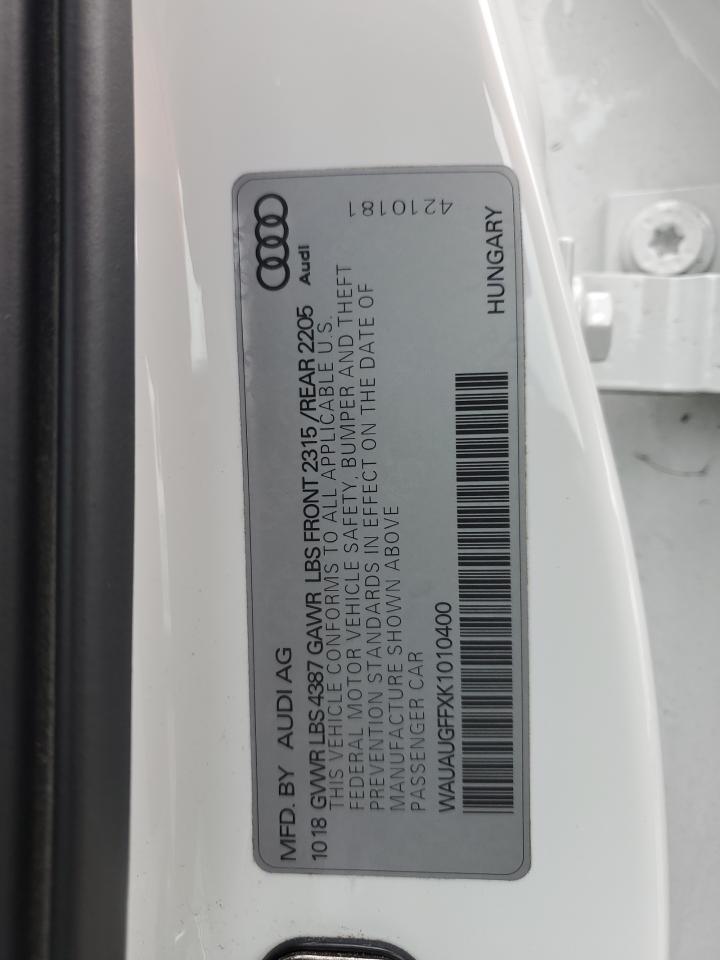 MFD. BY AUDI AG
10 18 GVWR LBS 4387 GAWR LBS FRONT 2315 /REAR 2205
THIS VEHICLE CONFORMS TO ALL APPLICABLE U.S.
FEDERAL MOTOR VEHICLE SAFETY, BUMPER AND THEFT
PREVENTION STANDARDS IN EFFECT ON THE DATE OF
MANUFACTURE SHOWN ABOVE
PASSENGER CAR
WAUAUGFFXK1010400
Audi
4210181
HUNGARY